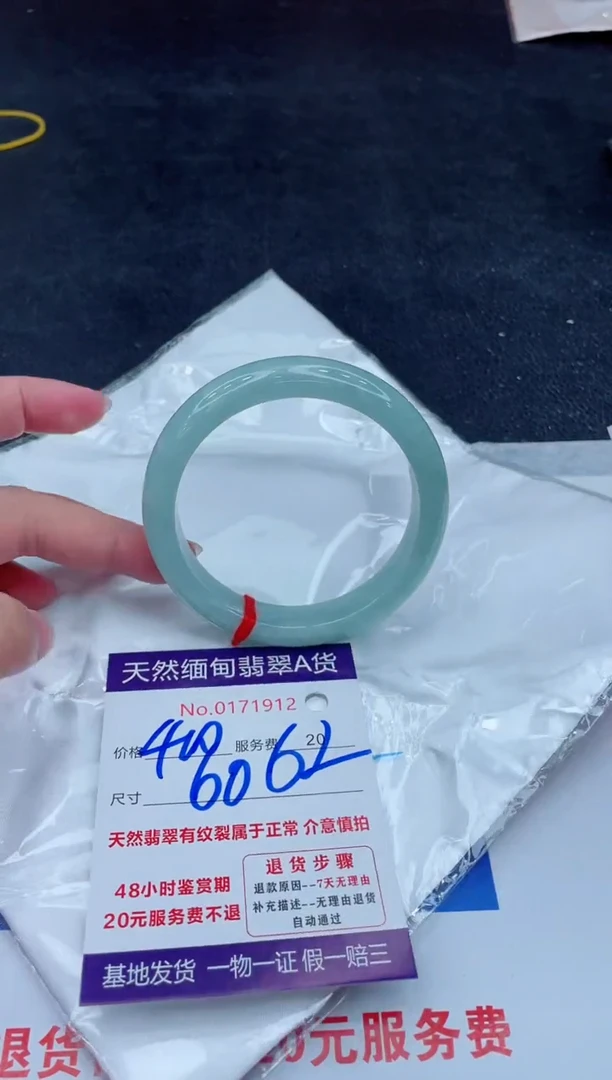 天然缅甸翡翠A货
No.0171912
价格 400 服务费 20
60 62
尺寸
天然翡翠有纹裂属于正常 介意慎拍
48小时鉴赏期
20元服务费不退
退货步骤
退款原因--7天无理由
补充描述--无理由退货
自动通过
基地发货 一物一证 假一赔三
退货
20元服务费